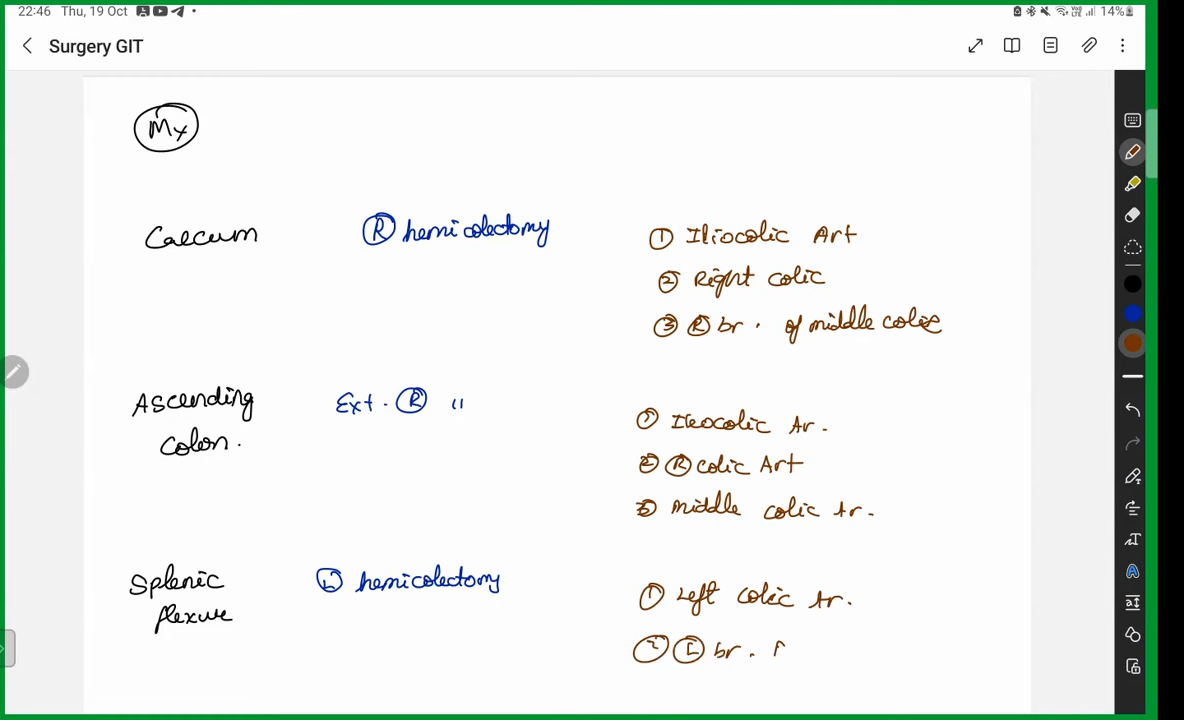 22:46 Thu, 19 Oct
14%
Surgery GIT
Mx
Caecum
Ⓡ hemicolectomy
① Iliocolic Art
② Right colic
③ Ⓡ br. of middle colic
Ascending
colon.
Ext. Ⓡ "
① Ileocolic Ar.
② Ⓡ colic Art
③ middle colic Ar.
Splenic
flexure
Ⓛ hemicolectomy
① Left colic Ar.
② Ⓛ br.